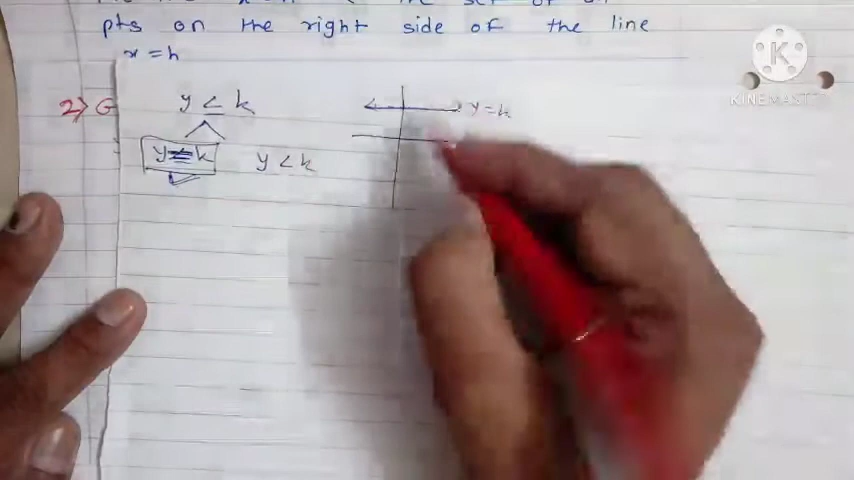 pts on the right side of the line
x = h
2) G
y ≤ k
y = k y < k
y = k
K
KINEMASTER